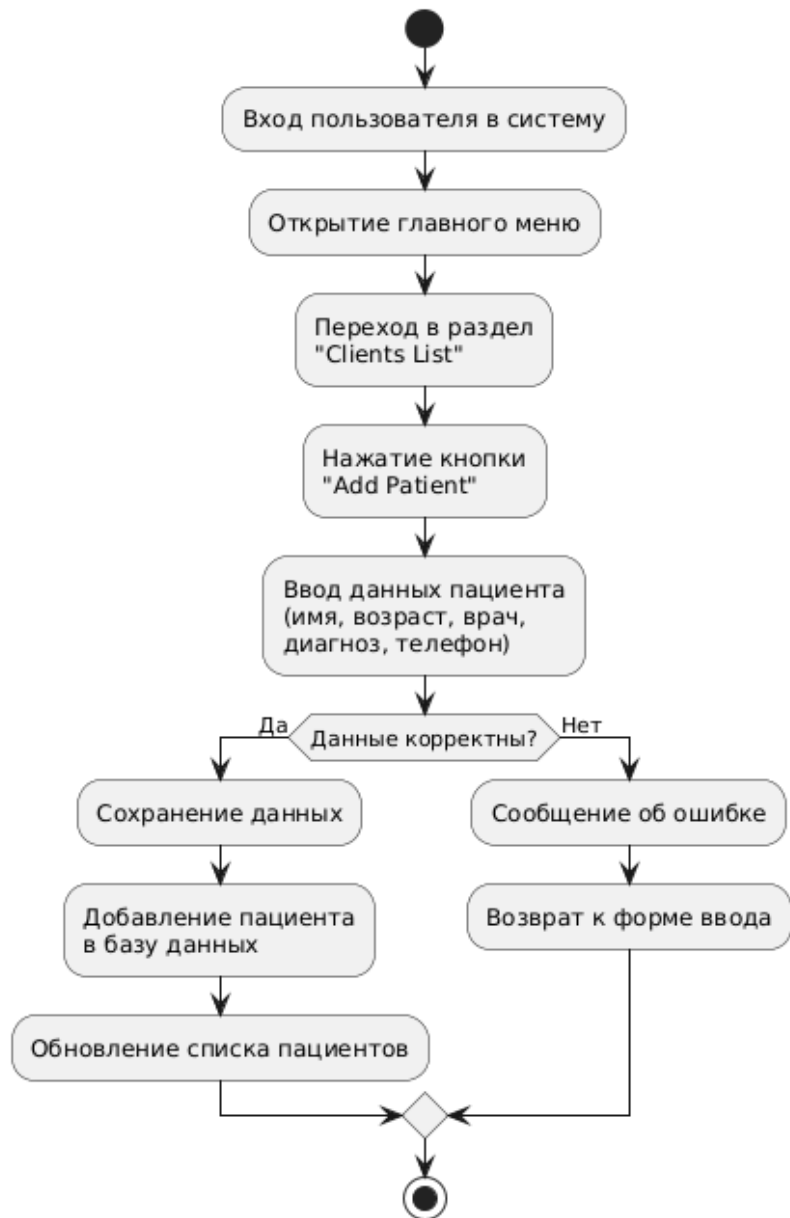 Вход пользователя в систему
Открытие главного меню
Переход в раздел
"Clients List"
Нажатие кнопки
"Add Patient"
Ввод данных пациента
(имя, возраст, врач,
диагноз, телефон)
Данные корректны?
Да
Нет
Сохранение данных
Сообщение об ошибке
Добавление пациента
в базу данных
Возврат к форме ввода
Обновление списка пациентов